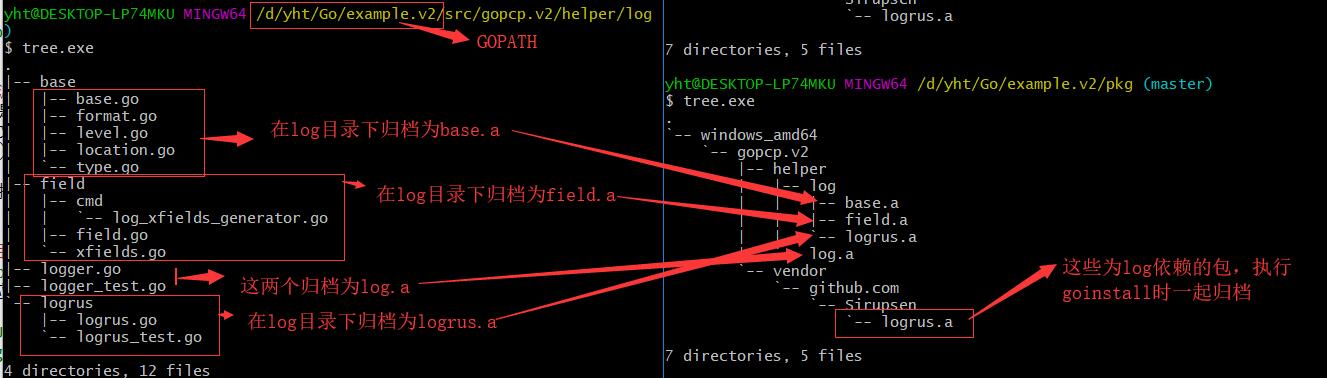 yht@DESKTOP-LP74MKU MINGW64 /d/yht/Go/example.v2/src/gopcp.v2/helper/log
)
$ tree.exe
.
|-- base
|   |-- base.go
|   |-- format.go
|   |-- level.go
|   |-- location.go
|   `-- type.go
|-- field
|   |-- cmd
|   |   `-- log_xfields_generator.go
|   |-- field.go
|   `-- xfields.go
|-- logger.go
|-- logger_test.go
`-- logrus
    |-- logrus.go
    `-- logrus_test.go
4 directories, 12 files
GOPATH
在log目录下归档为base.a
在log目录下归档为field.a
这两个归档为log.a
在log目录下归档为logrus.a
Sirupsen
`-- logrus.a
7 directories, 5 files
yht@DESKTOP-LP74MKU MINGW64 /d/yht/Go/example.v2/pkg (master)
$ tree.exe
.
`-- windows_amd64
    `-- gopcp.v2
        |-- helper
        |   |-- log
        |   |   |-- base.a
        |   |   |-- field.a
        |   |   `-- logrus.a
        |   `-- log.a
        `-- vendor
            `-- github.com
                `-- Sirupsen
                    `-- logrus.a
7 directories, 5 files
这些为log依赖的包，执行
goinstall时一起归档